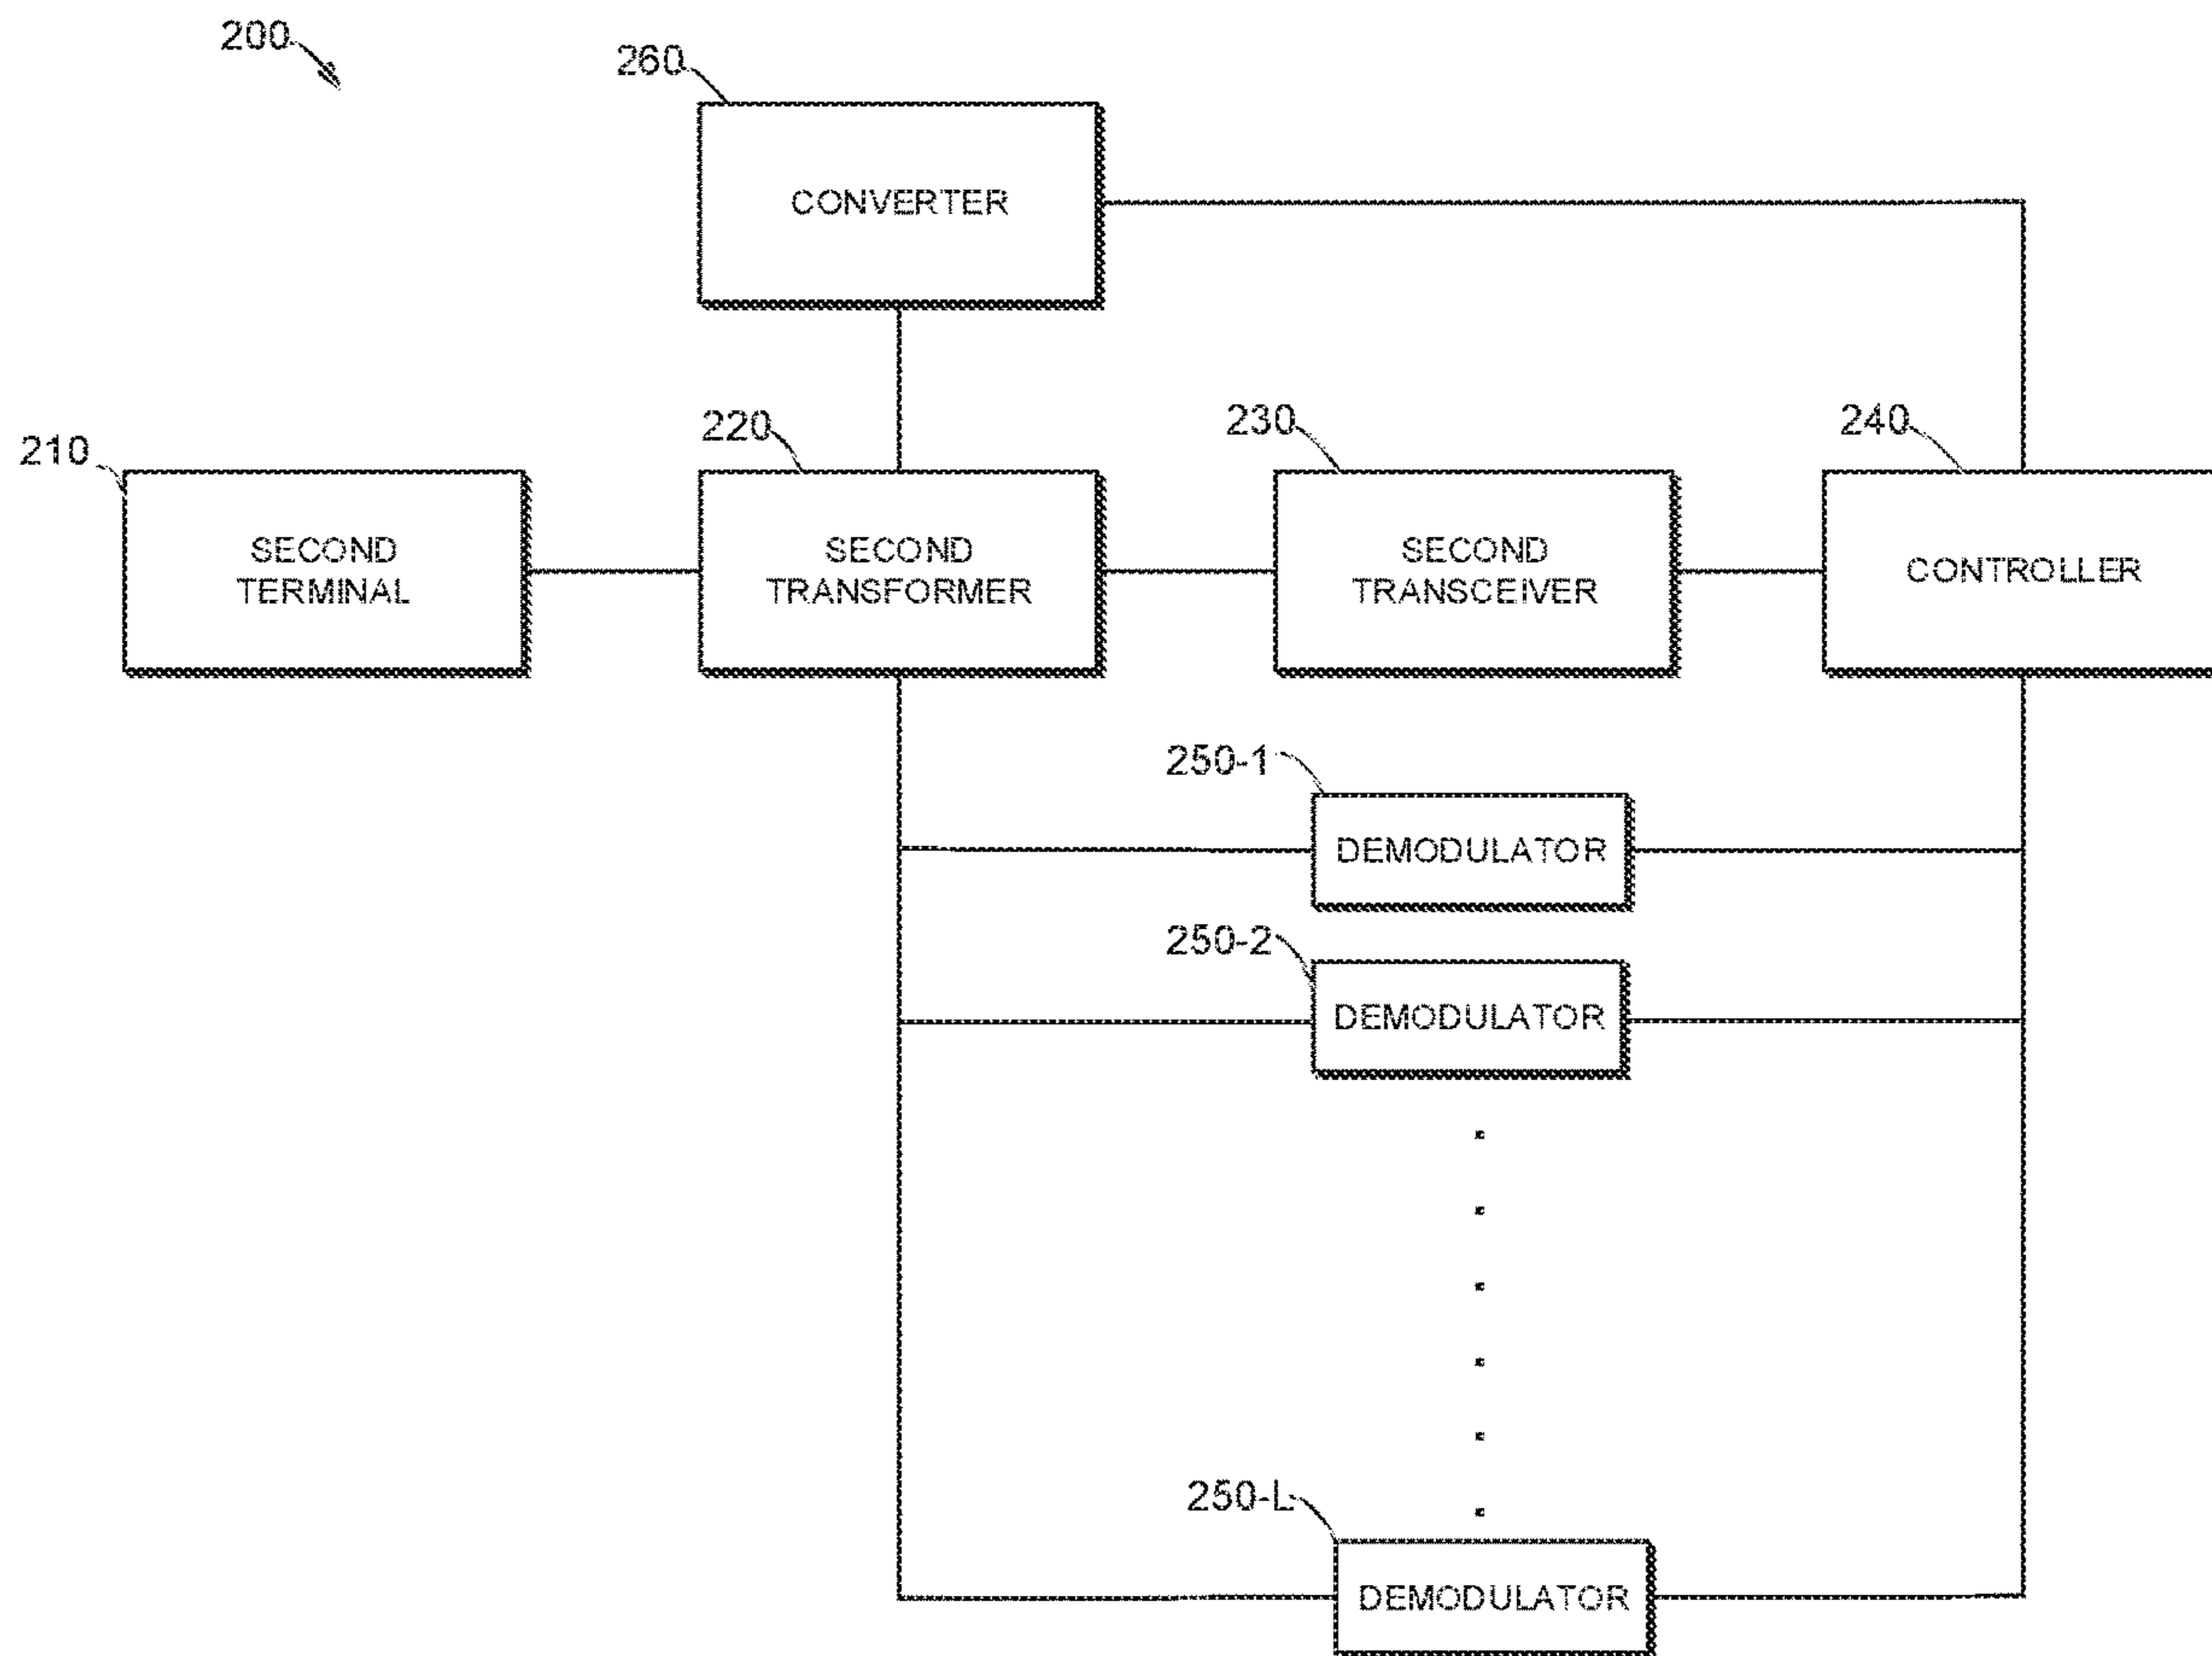 200
260
CONVERTER
210
220
230
240
SECOND
TERMINAL
SECOND
TRANSFORMER
SECOND
TRANSCEIVER
CONTROLLER
250-1
DEMODULATOR
250-2
DEMODULATOR
250-L
DEMODULATOR